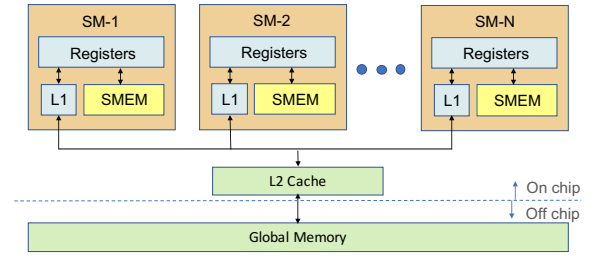 SM-1
SM-2
SM-N
Registers
Registers
Registers
L1
SMEM
L1
SMEM
L1
SMEM
L2 Cache
On chip
Off chip
Global Memory